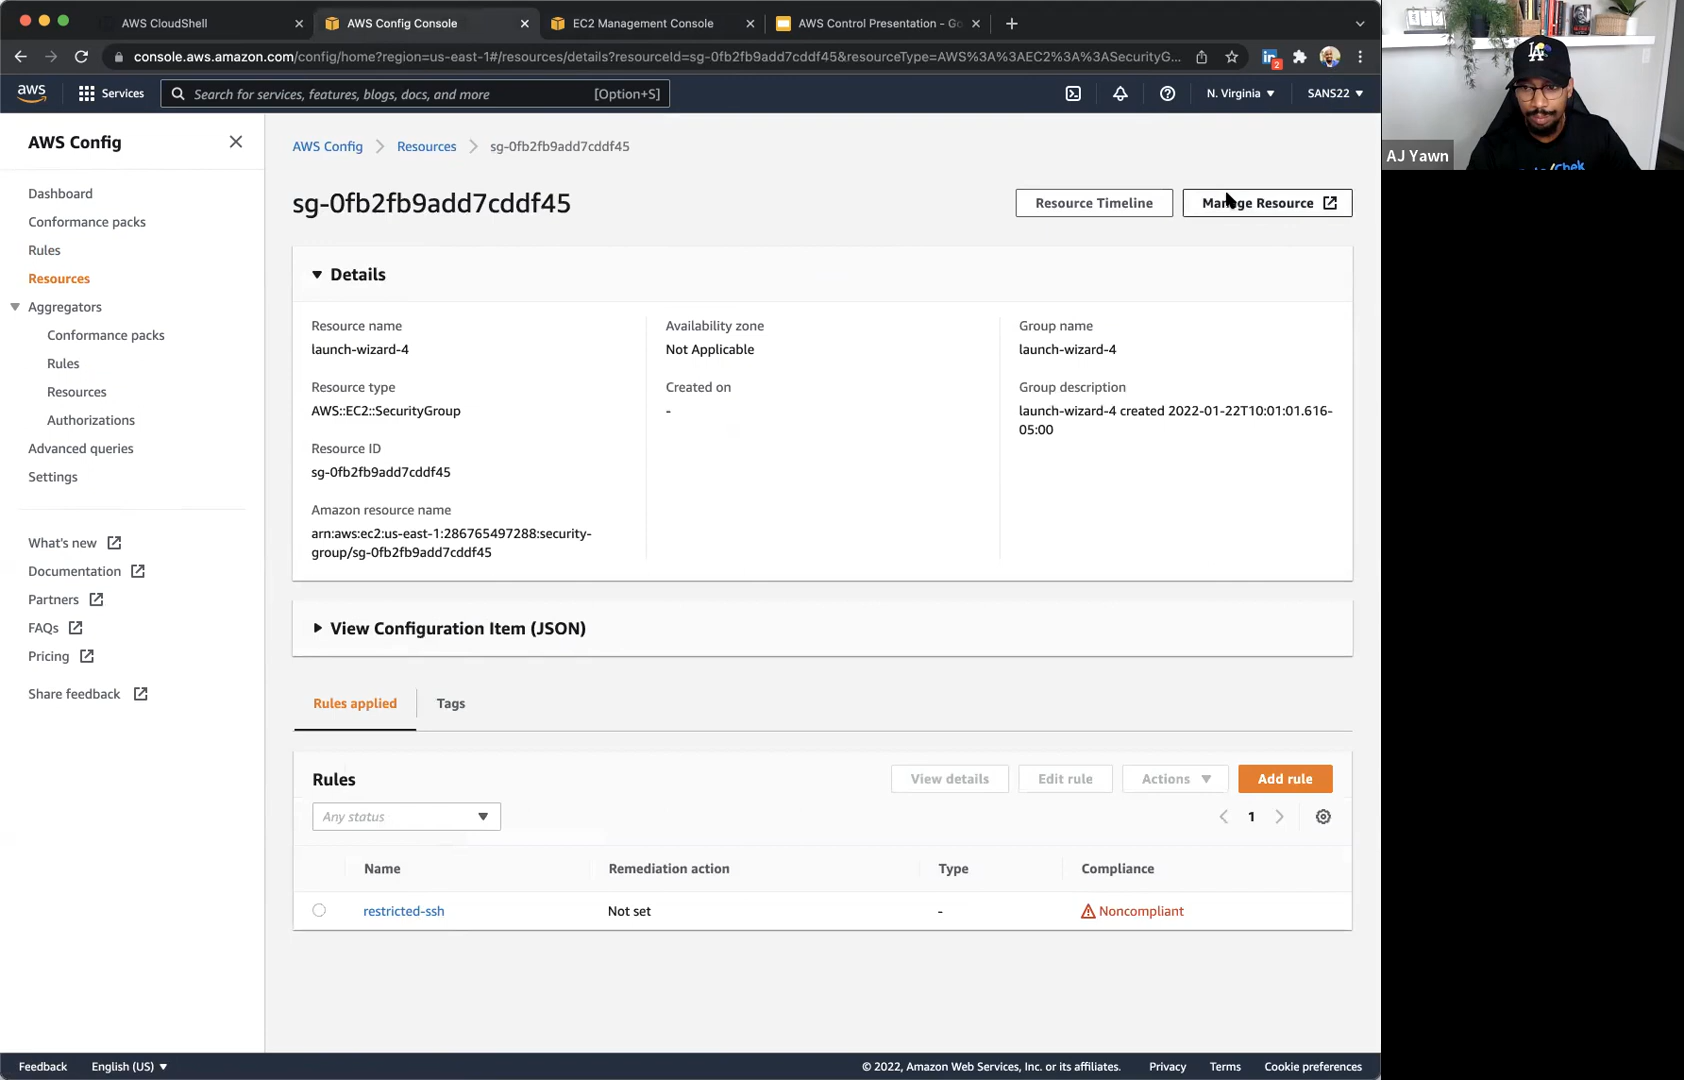 AWS CloudShell
AWS Config Console
EC2 Management Console
AWS Control Presentation - Go
console.aws.amazon.com/config/home?region=us-east-1#/resources/details?resourceId=sg-0fb2fb9add7cddf45&resourceType=AWS%3A%3AEC2%3A%3ASecurityG...
2
aws
Services
Search for services, features, blogs, docs, and more
[Option+S]
N. Virginia
SANS22
LA
AJ Yawn
AWS Config
Dashboard
Conformance packs
Rules
Resources
Aggregators
Conformance packs
Rules
Resources
Authorizations
Advanced queries
Settings
What's new
Documentation
Partners
FAQs
Pricing
Share feedback
AWS Config
Resources
sg-0fb2fb9add7cddf45
sg-0fb2fb9add7cddf45
Resource Timeline
Manage Resource
Details
Resource name
launch-wizard-4
Resource type
AWS::EC2::SecurityGroup
Resource ID
sg-0fb2fb9add7cddf45
Amazon resource name
arn:aws:ec2:us-east-1:286765497288:security-
group/sg-0fb2fb9add7cddf45
Availability zone
Not Applicable
Created on
-
Group name
launch-wizard-4
Group description
launch-wizard-4 created 2022-01-22T10:01:01.616-
05:00
View Configuration Item (JSON)
Rules applied
Tags
Rules
View details
Edit rule
Actions
Add rule
Any status
1
Name
Remediation action
Type
Compliance
restricted-ssh
Not set
-
Noncompliant
Feedback
English (US)
© 2022, Amazon Web Services, Inc. or its affiliates.
Privacy
Terms
Cookie preferences